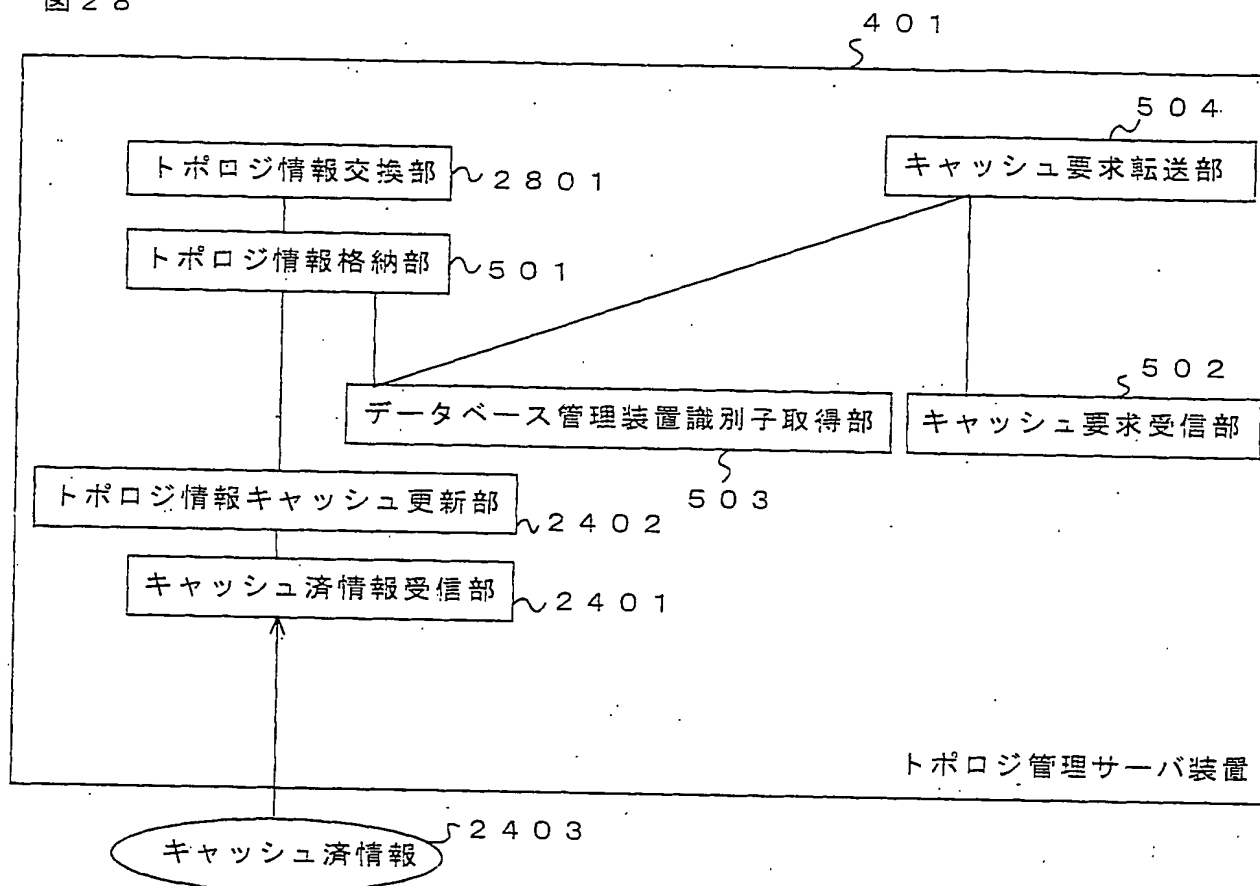 図28
401
504
トポロジ情報交換部
2801
キャッシュ要求転送部
トポロジ情報格納部
501
502
データベース管理装置識別子取得部
キャッシュ要求受信部
503
トポロジ情報キャッシュ更新部
2402
キャッシュ済情報受信部
2401
トポロジ管理サーバ装置
キャッシュ済情報
2403